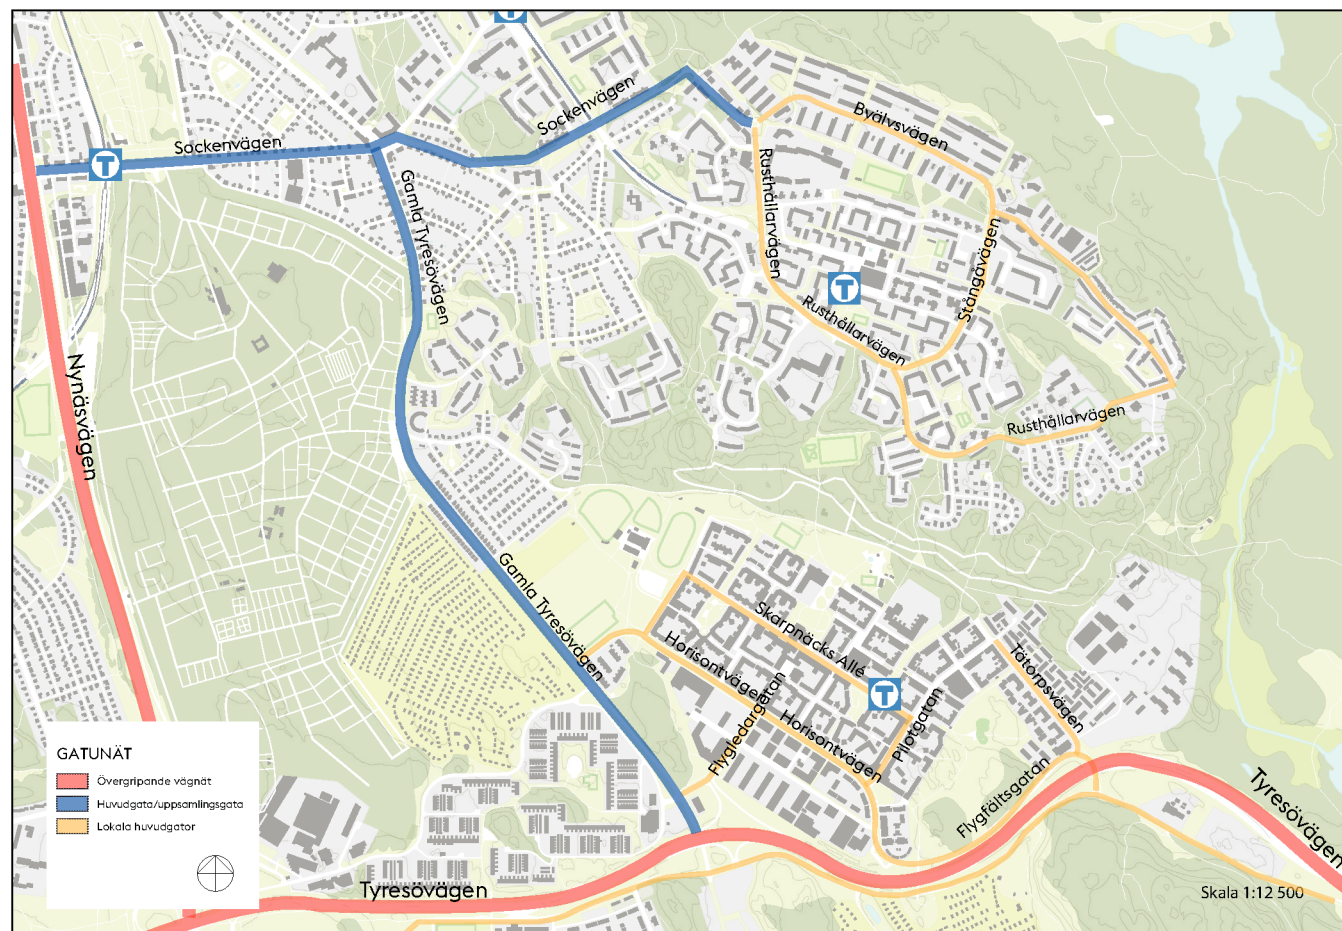 T
Sockenvägen
Byälvsvägen
T
Sockenvägen
Rusthållarvägen
Gamla Tyresövägen
Stångåvägen
T
Rusthållarvägen
Nynäsvägen
Rusthållarvägen
Gamla Tyresövägen
Skarpnäcks Allé
Horisontvägen
Tätorpsvägen
T
Flygledargatan
Horisontvägen
Pilotgatan
GATUNÄT
Övergripande vägnät
Huvudgata/uppsamlingsgata
Lokala huvudgator
Flygfältsgatan
Tyresövägen
Tyresövägen
Skala 1:12 500